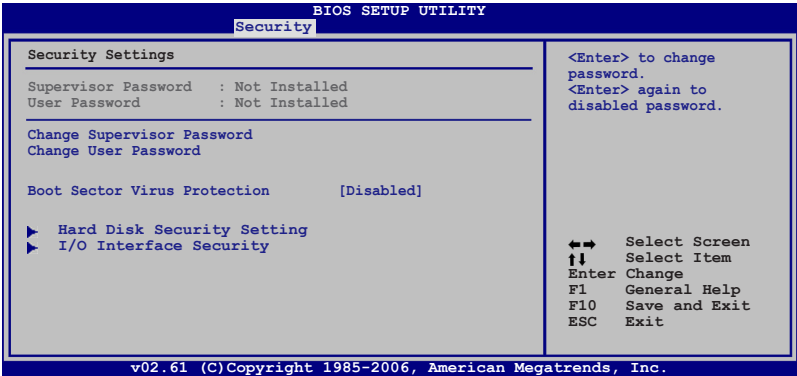 BIOS SETUP UTILITY
Security
Security Settings
Supervisor Password : Not Installed
User Password : Not Installed
Change Supervisor Password
Change User Password
Boot Sector Virus Protection [Disabled]
Hard Disk Security Setting
I/O Interface Security
<Enter> to change
password.
<Enter> again to
disabled password.
Select Screen
Select Item
Enter Change
F1 General Help
F10 Save and Exit
ESC Exit
v02.61 (C)Copyright 1985-2006, American Megatrends, Inc.